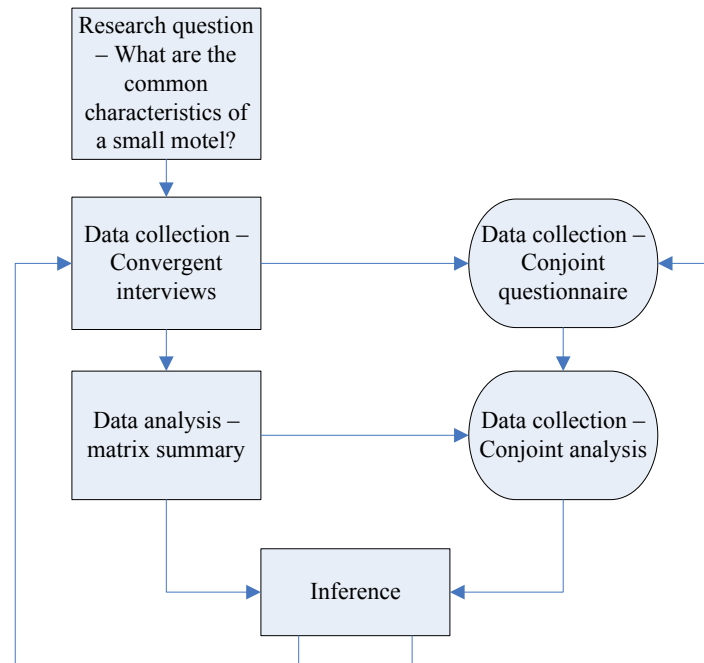 Research question
– What are the
common
characteristics of
a small motel?
Data collection –
Convergent
interviews
Data collection –
Conjoint
questionnaire
Data analysis –
matrix summary
Data collection –
Conjoint analysis
Inference